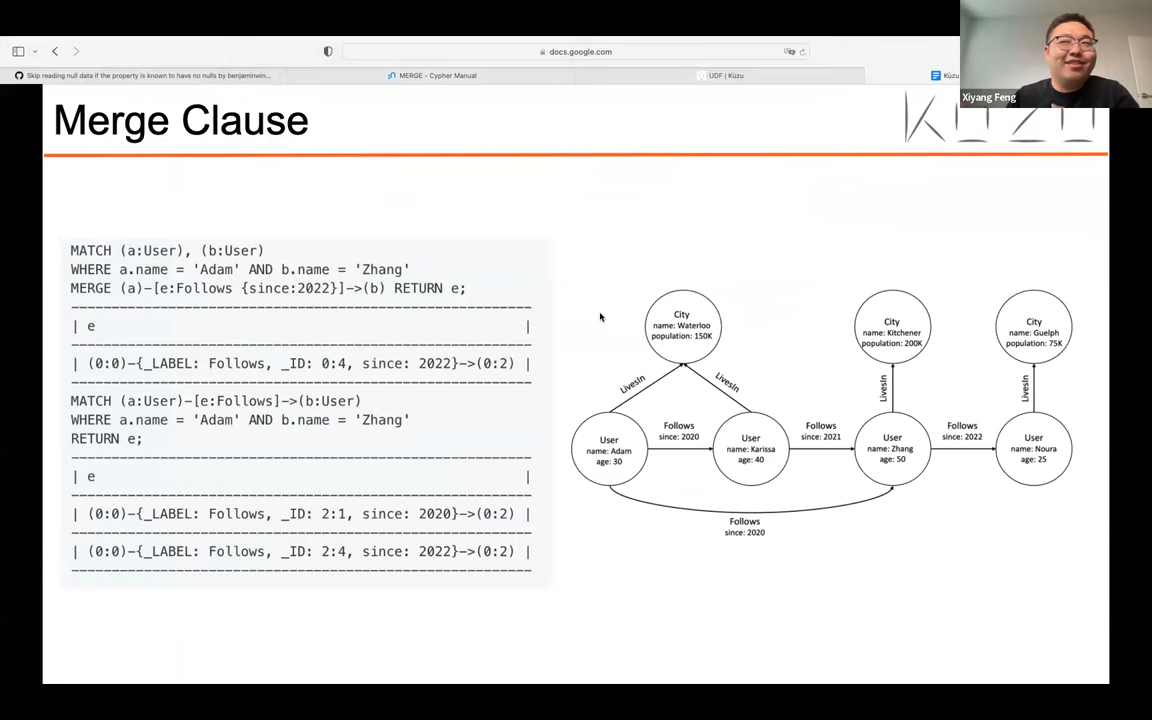 docs.google.com
Skip reading null data if the property is known to have no nulls by benjaminwin...
MERGE - Cypher Manual
UDF | Kùzu
Kùzu
Xiyang Feng
Merge Clause
kùzu
MATCH (a:User), (b:User)
WHERE a.name = 'Adam' AND b.name = 'Zhang'
MERGE (a)-[e:Follows {since:2022}]->(b) RETURN e;
| e |
| (0:0)-{_LABEL: Follows, _ID: 0:4, since: 2022}->(0:2) |
MATCH (a:User)-[e:Follows]->(b:User)
WHERE a.name = 'Adam' AND b.name = 'Zhang'
RETURN e;
| e |
| (0:0)-{_LABEL: Follows, _ID: 2:1, since: 2020}->(0:2) |
| (0:0)-{_LABEL: Follows, _ID: 2:4, since: 2022}->(0:2) |
City
name: Waterloo
population: 150K
City
name: Kitchener
population: 200K
City
name: Guelph
population: 75K
LivesIn
LivesIn
LivesIn
LivesIn
User
name: Adam
age: 30
Follows
since: 2020
User
name: Karissa
age: 40
Follows
since: 2021
User
name: Zhang
age: 50
Follows
since: 2022
User
name: Noura
age: 25
Follows
since: 2020